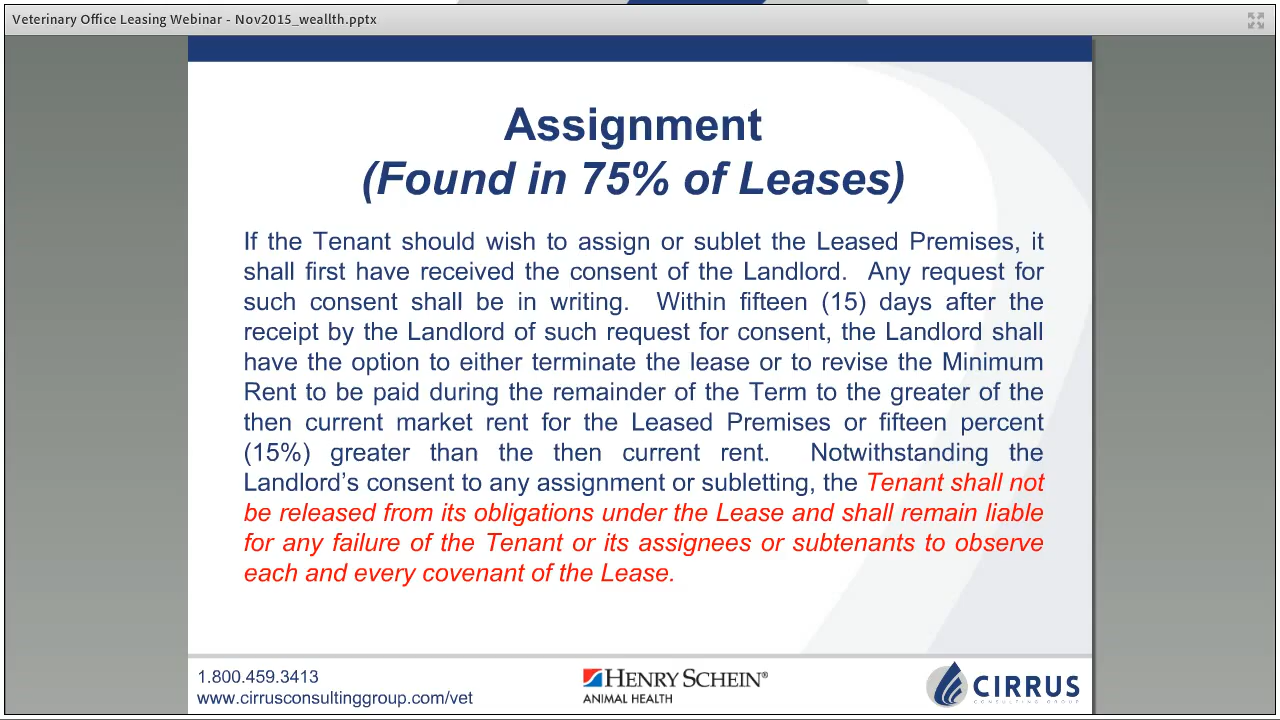 Veterinary Office Leasing Webinar - Nov2015_weallth.pptx
Assignment
(Found in 75% of Leases)
If the Tenant should wish to assign or sublet the Leased Premises, it
shall first have received the consent of the Landlord. Any request for
such consent shall be in writing. Within fifteen (15) days after the
receipt by the Landlord of such request for consent, the Landlord shall
have the option to either terminate the lease or to revise the Minimum
Rent to be paid during the remainder of the Term to the greater of the
then current market rent for the Leased Premises or fifteen percent
(15%) greater than the then current rent. Notwithstanding the
Landlord’s consent to any assignment or subletting, the Tenant shall not
be released from its obligations under the Lease and shall remain liable
for any failure of the Tenant or its assignees or subtenants to observe
each and every covenant of the Lease.
1.800.459.3413
www.cirrusconsultinggroup.com/vet
HENRY SCHEIN®
ANIMAL HEALTH
CIRRUS
CONSULTING GROUP